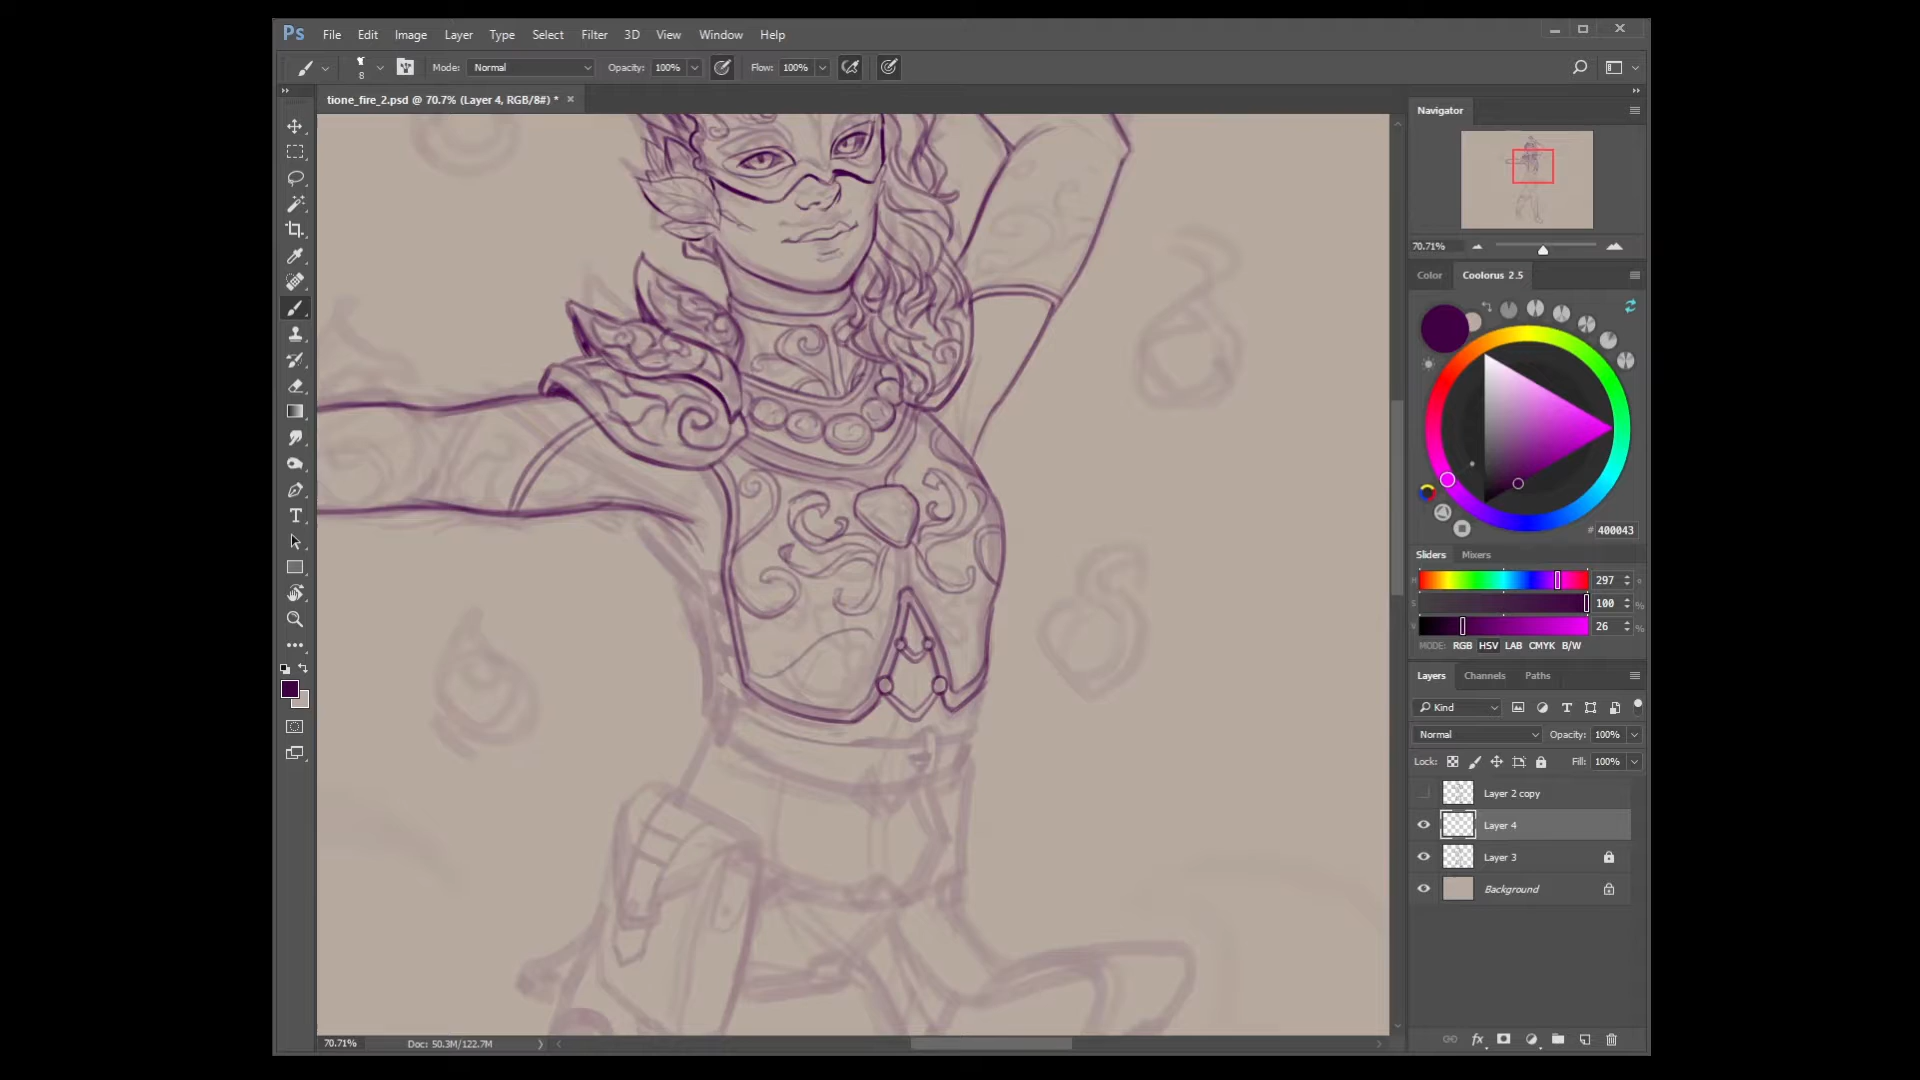 Ps File Edit Image Layer Type Select Filter 3D View Window Help
8 Mode: Normal Opacity: 100% Flow: 100%
tione_fire_2.psd @ 70.7% (Layer 4, RGB/8#) * ×
Navigator
70.71%
Color Coolorus 2.5
# 400043
Sliders Mixers
H 297 °
S 100 %
V 26 %
MODE: RGB HSV LAB CMYK B/W
Layers Channels Paths
Kind
Normal Opacity: 100%
Lock: Fill: 100%
Layer 2 copy
Layer 4
Layer 3
Background
70.71% Doc: 50.3M/122.7M
fx